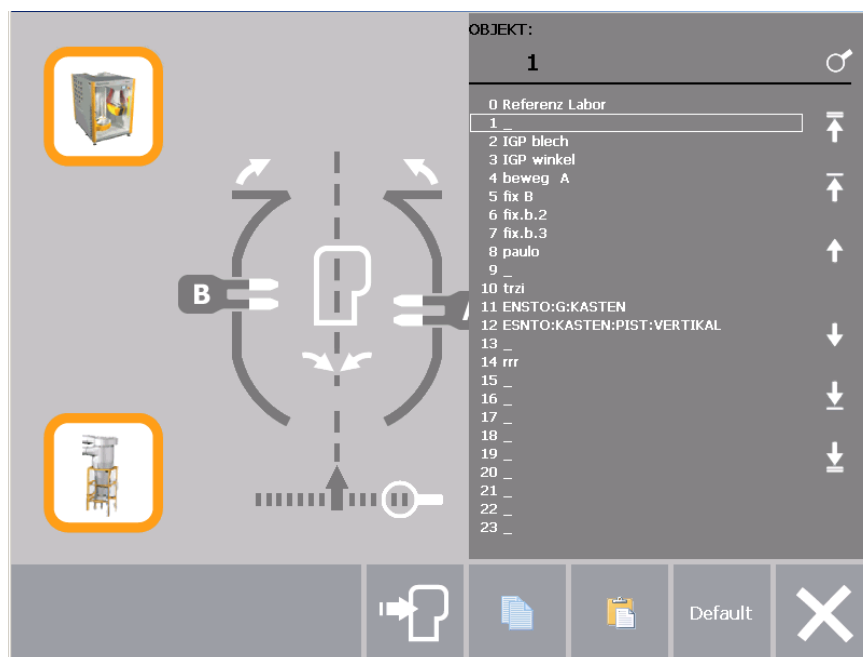 OBJEKT:
1
0 Referenz Labor
1 _
2 IGP blech
3 IGP winkel
4 beweg A
5 fix B
6 fix.b.2
7 fix.b.3
8 paulo
9 _
10 trzi
11 ENSTO:G:KASTEN
12 ESNTO:KASTEN:PIST:VERTIKAL
13 _
14 rrr
15 _
16 _
17 _
18 _
19 _
20 _
21 _
22 _
23 _
B
A
Default